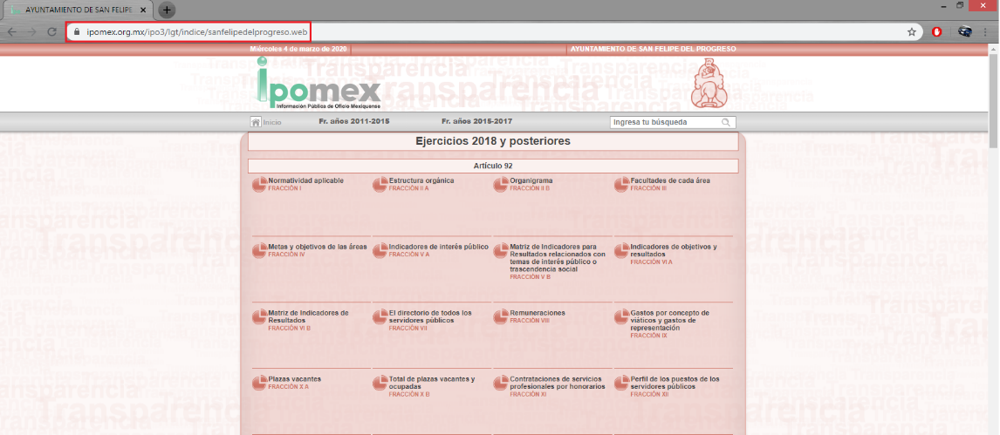 AYUNTAMIENTO DE SAN FELIPE
ipomex.org.mx/ipo3/lgt/indice/sanfelipedelprogreso.web
Miércoles 4 de marzo de 2020
AYUNTAMIENTO DE SAN FELIPE DEL PROGRESO
Transparencia
ipomex
Información Pública de Oficio Mexiquense
Inicio
Fr. años 2011-2015
Fr. años 2015-2017
Ingresa tu búsqueda
Ejercicios 2018 y posteriores
Artículo 92
Normatividad aplicable
FRACCIÓN I
Estructura orgánica
FRACCIÓN II A
Organigrama
FRACCIÓN II B
Facultades de cada área
FRACCIÓN III
Metas y objetivos de las áreas
FRACCIÓN IV
Indicadores de interés público
FRACCIÓN V A
Matriz de Indicadores para
Resultados relacionados con
temas de interés público o
trascendencia social
FRACCIÓN V B
Indicadores de objetivos y
resultados
FRACCIÓN VI A
Matriz de Indicadores de
Resultados
FRACCIÓN VI B
El directorio de todos los
servidores públicos
FRACCIÓN VII
Remuneraciones
FRACCIÓN VIII
Gastos por concepto de
viáticos y gastos de
representación
FRACCIÓN IX
Plazas vacantes
FRACCIÓN X A
Total de plazas vacantes y
ocupadas
FRACCIÓN X B
Contrataciones de servicios
profesionales por honorarios
FRACCIÓN XI
Perfil de los puestos de los
servidores públicos
FRACCIÓN XII